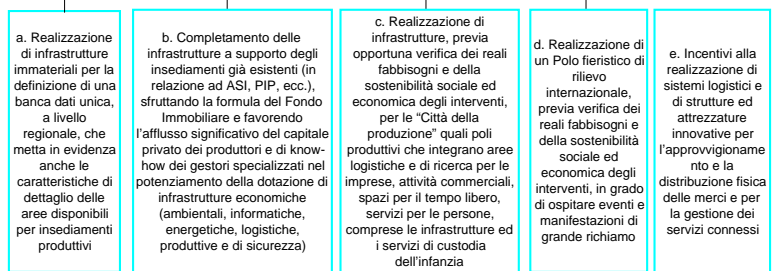 a. Realizzazione
di infrastrutture
immateriali per la
definizione di una
banca dati unica,
a livello
regionale, che
metta in evidenza
anche le
caratteristiche di
dettaglio delle
aree disponibili
per insediamenti
produttivi
b. Completamento delle
infrastrutture a supporto degli
insediamenti già esistenti (in
relazione ad ASI, PIP, ecc.),
sfruttando la formula del Fondo
Immobiliare e favorendo
l'afflusso significativo del capitale
privato dei produttori e di know-
how dei gestori specializzati nel
potenziamento della dotazione di
infrastrutture economiche
(ambientali, informatiche,
energetiche, logistiche,
produttive e di sicurezza)
c. Realizzazione di
infrastrutture, previa
opportuna verifica dei reali
fabbisogni e della
sostenibilità sociale ed
economica degli interventi,
per le “Città della
produzione” quali poli
produttivi che integrano aree
logistiche e di ricerca per le
imprese, attività commerciali,
spazi per il tempo libero,
servizi per le persone,
comprese le infrastrutture ed
i servizi di custodia
dell'infanzia
d. Realizzazione di
un Polo fieristico di
rilievo
internazionale,
previa verifica dei
reali fabbisogni e
della sostenibilità
sociale ed
economica degli
interventi, in grado
di ospitare eventi e
manifestazioni di
grande richiamo
e. Incentivi alla
realizzazione di
sistemi logistici e
di strutture ed
attrezzature
innovative per
l'approvvigioname
nto e la
distribuzione fisica
delle merci e per
la gestione dei
servizi connessi